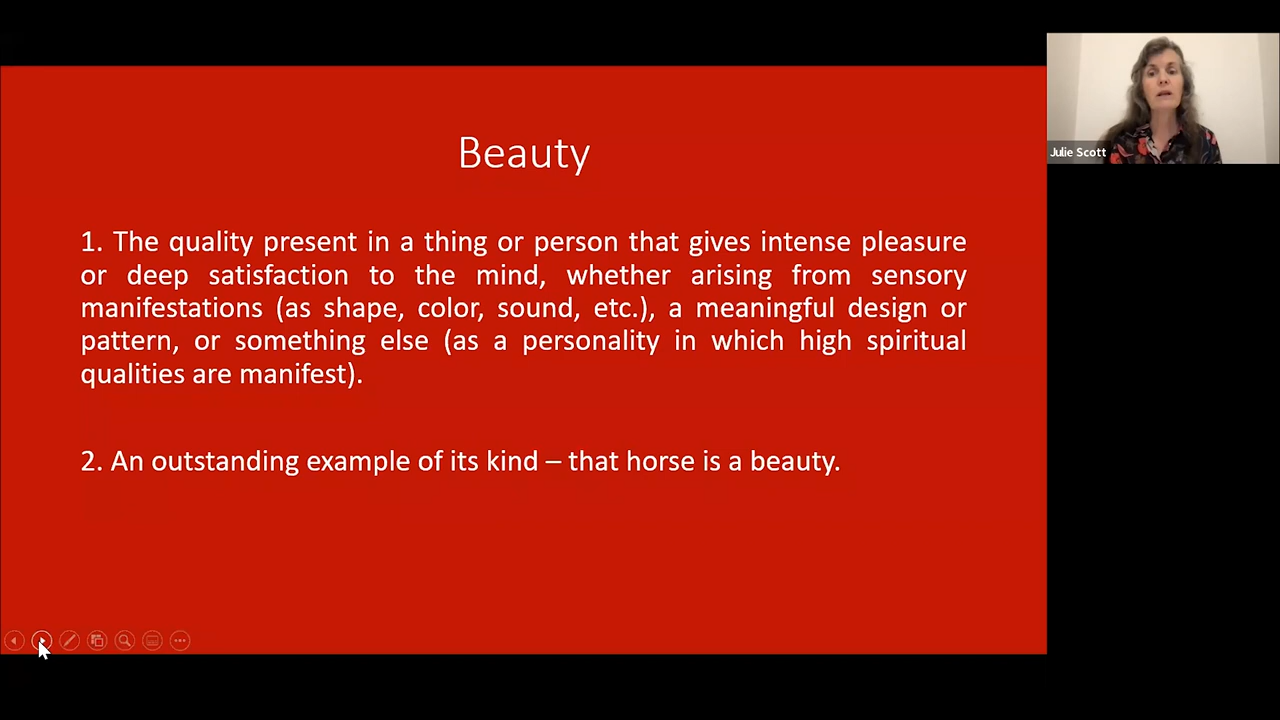 Beauty
1. The quality present in a thing or person that gives intense pleasure
or deep satisfaction to the mind, whether arising from sensory
manifestations (as shape, color, sound, etc.), a meaningful design or
pattern, or something else (as a personality in which high spiritual
qualities are manifest).
2. An outstanding example of its kind – that horse is a beauty.
Julie Scott